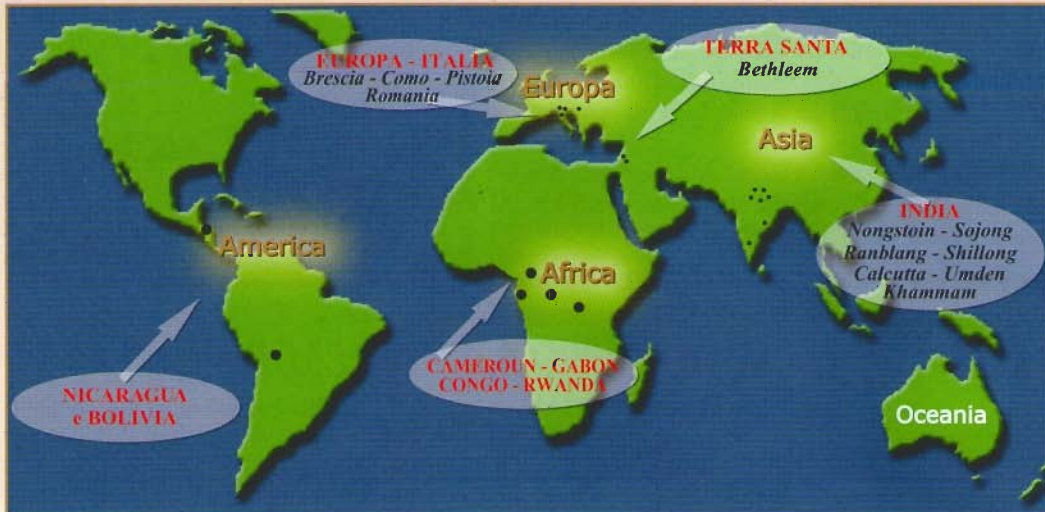 EUROPA - ITALIA
Brescia - Como - Pistoia
Romania
Europa
TERRA SANTA
Bethleem
Asia
INDIA
Nongstoin - Sojong
Ranblang - Shillong
Calcutta - Umden
Khammam
America
Africa
CAMEROUN - GABON
CONGO - RWANDA
NICARAGUA
e BOLIVIA
Oceania